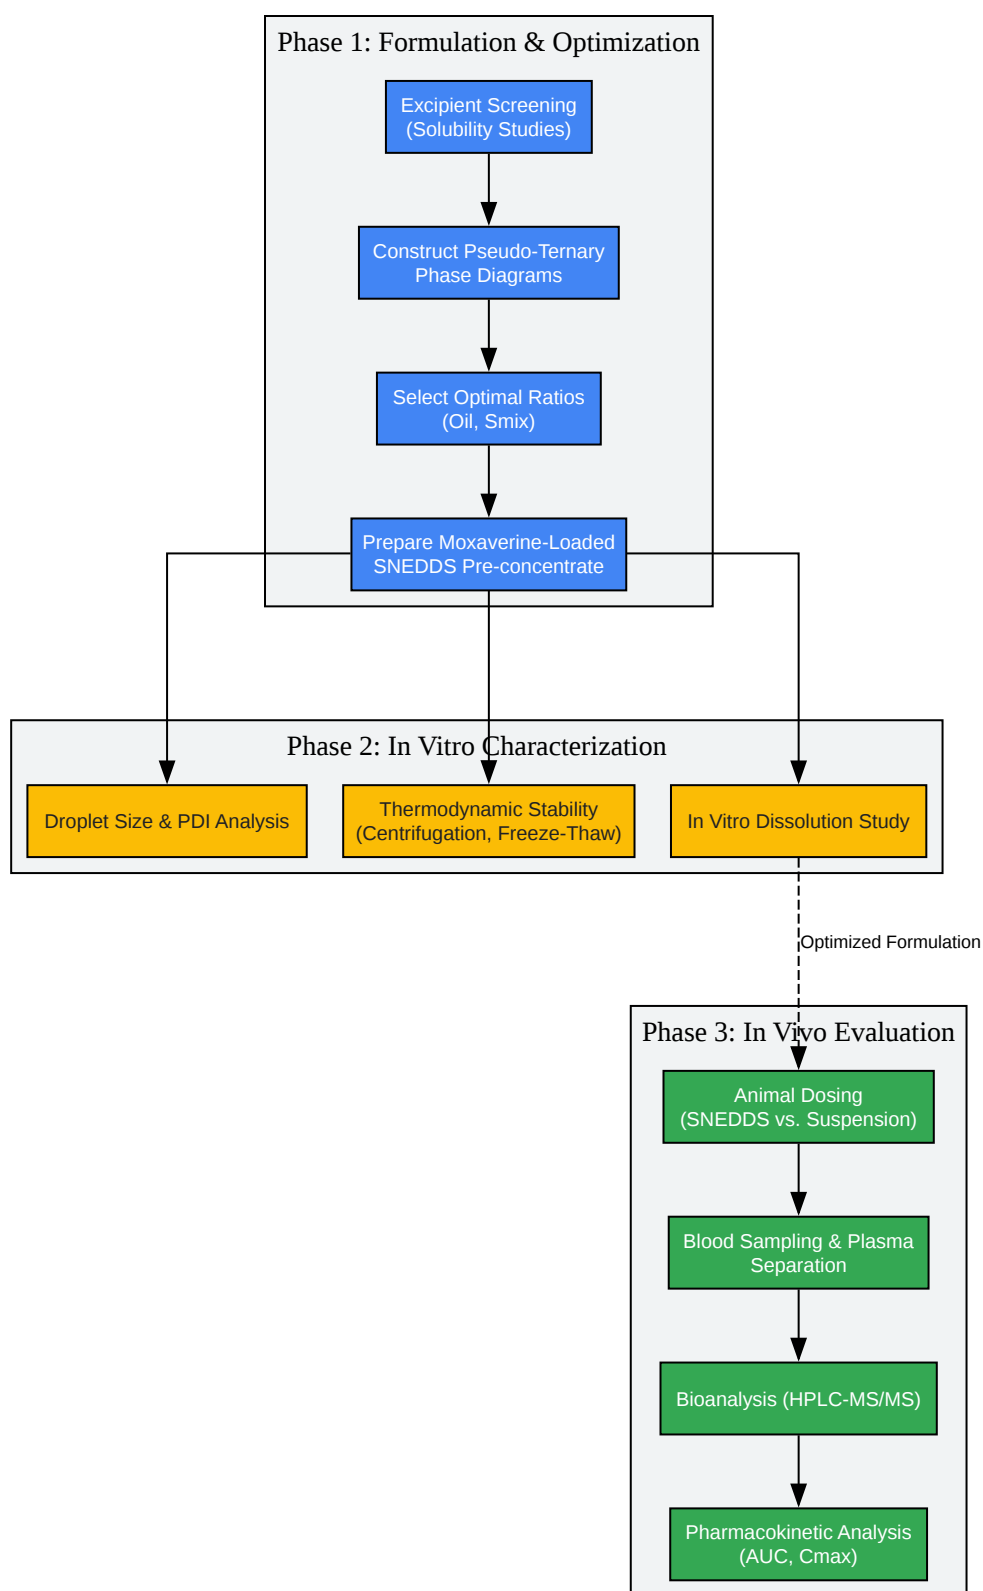 Phase 1: Formulation & Optimization
Excipient Screening
(Solubility Studies)
Construct Pseudo-Ternary
Phase Diagrams
Select Optimal Ratios
(Oil, Smix)
Prepare Moxaverine-Loaded
SNEDDS Pre-concentrate
Phase 2: In Vitro Characterization
Droplet Size & PDI Analysis
Thermodynamic Stability
(Centrifugation, Freeze-Thaw)
In Vitro Dissolution Study
Optimized Formulation
Phase 3: In Vivo Evaluation
Animal Dosing
(SNEDDS vs. Suspension)
Blood Sampling & Plasma
Separation
Bioanalysis (HPLC-MS/MS)
Pharmacokinetic Analysis
(AUC, Cmax)